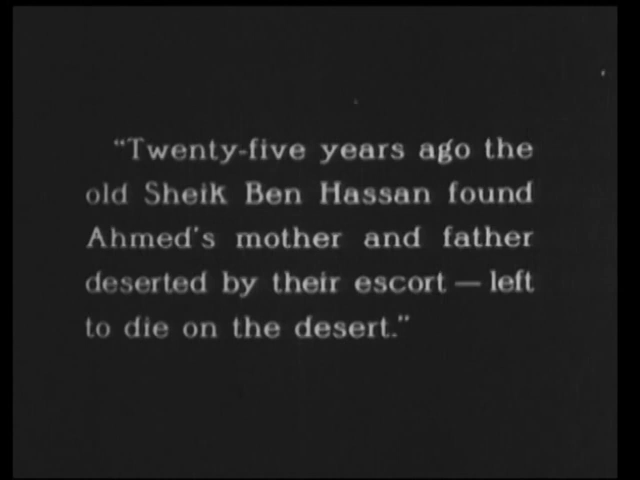 "Twenty-five years ago the
old Sheik Ben Hassan found
Ahmed's mother and father
deserted by their escort — left
to die on the desert."